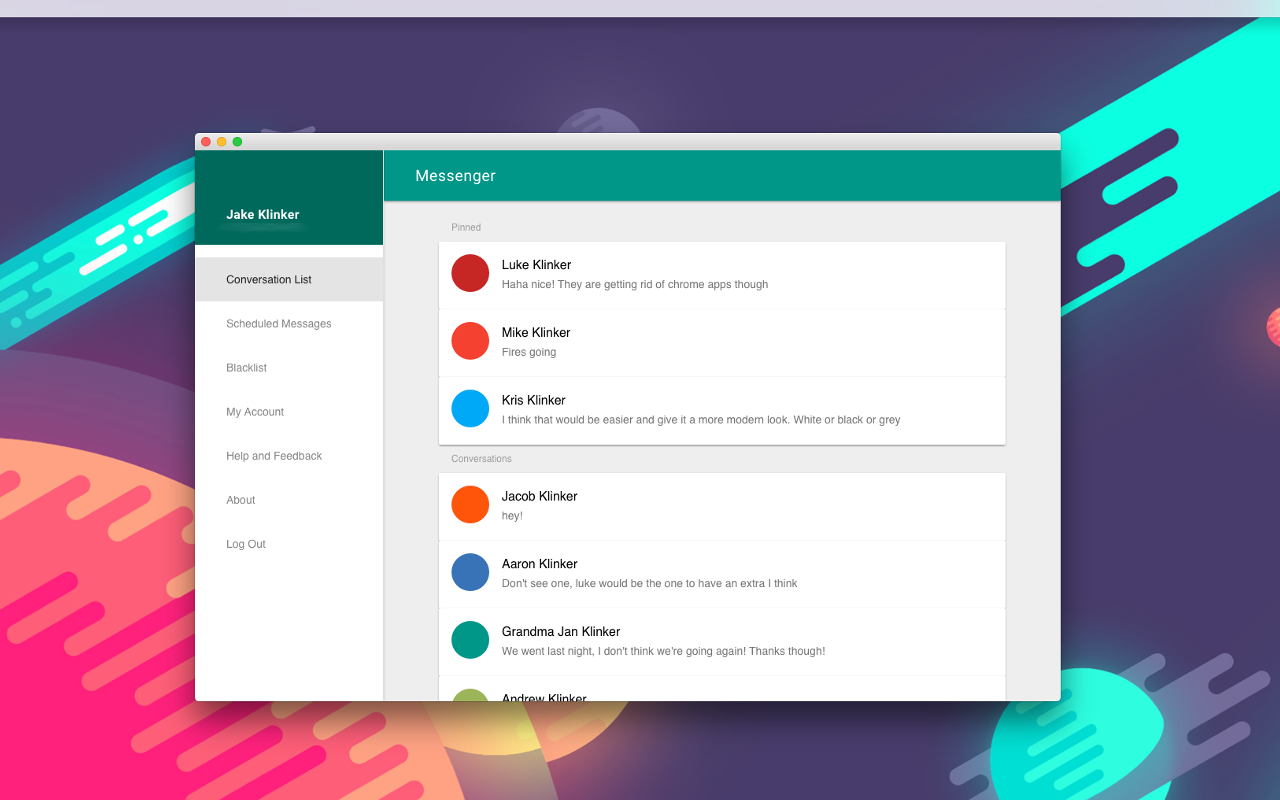 Messenger
Jake Klinker
Conversation List
Scheduled Messages
Blacklist
My Account
Help and Feedback
About
Log Out
Pinned
Luke Klinker
Haha nice! They are getting rid of chrome apps though
Mike Klinker
Fires going
Kris Klinker
I think that would be easier and give it a more modern look. White or black or grey
Conversations
Jacob Klinker
hey!
Aaron Klinker
Don't see one, luke would be the one to have an extra I think
Grandma Jan Klinker
We went last night, I don't think we're going again! Thanks though!
Andrew Klinker